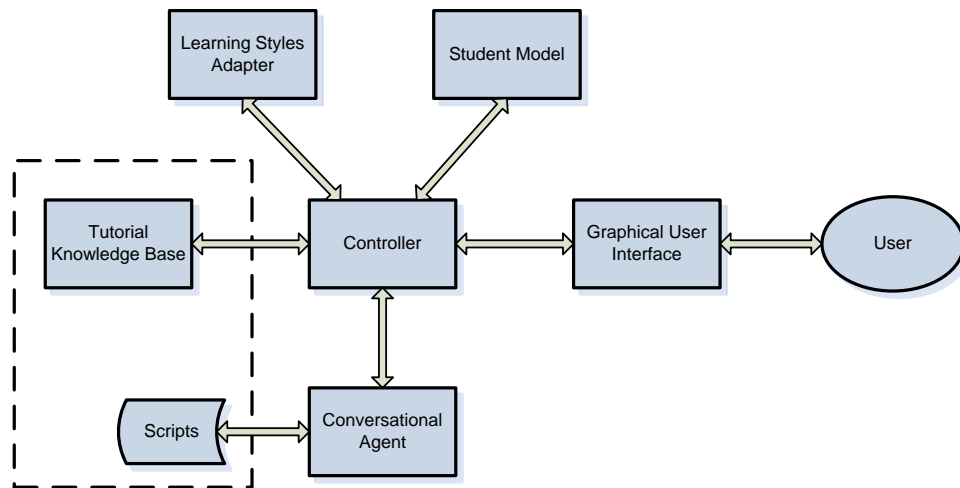 Learning Styles
Adapter
Student Model
Tutorial
Knowledge Base
Controller
Graphical User
Interface
User
Scripts
Conversational
Agent